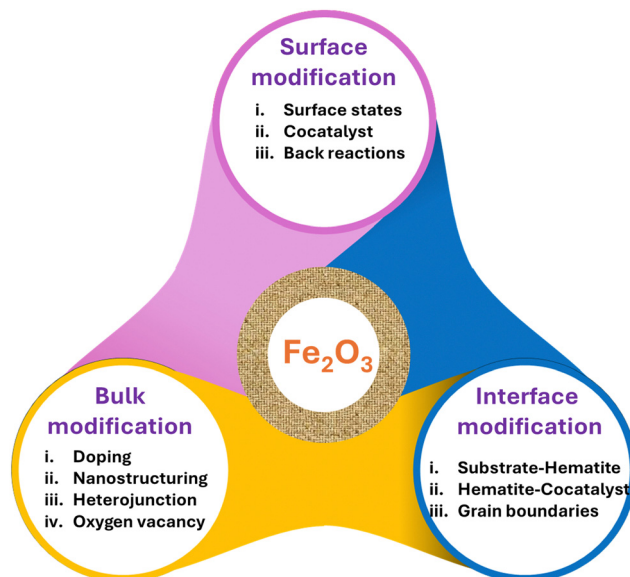 Surface
modification
i. Surface states
ii. Cocatalyst
iii. Back reactions
Fe₂O₃
Bulk
modification
i. Doping
ii. Nanostructuring
iii. Heterojunction
iv. Oxygen vacancy
Interface
modification
i. Substrate-Hematite
ii. Hematite-Cocatalyst
iii. Grain boundaries